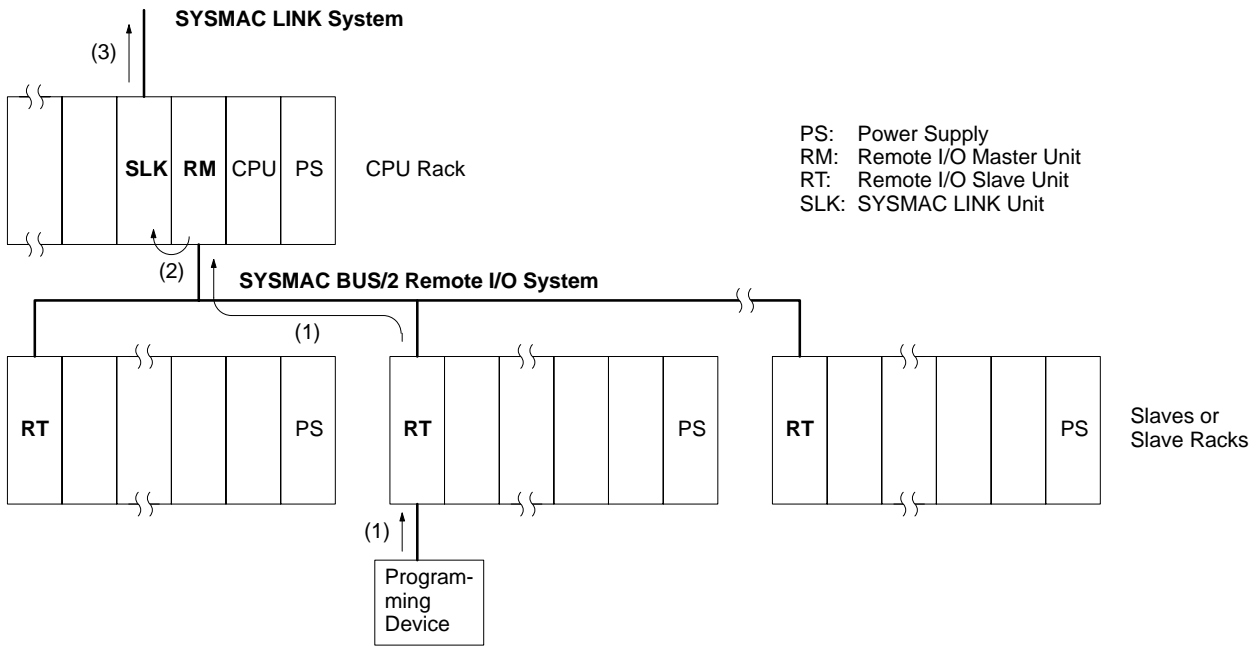 SYSMAC LINK System
(3)
SLK RM CPU PS CPU Rack
PS: Power Supply
RM: Remote I/O Master Unit
RT: Remote I/O Slave Unit
SLK: SYSMAC LINK Unit
(2)
SYSMAC BUS/2 Remote I/O System
(1)
RT PS RT PS RT PS
Slaves or
Slave Racks
(1)
Program-
ming
Device